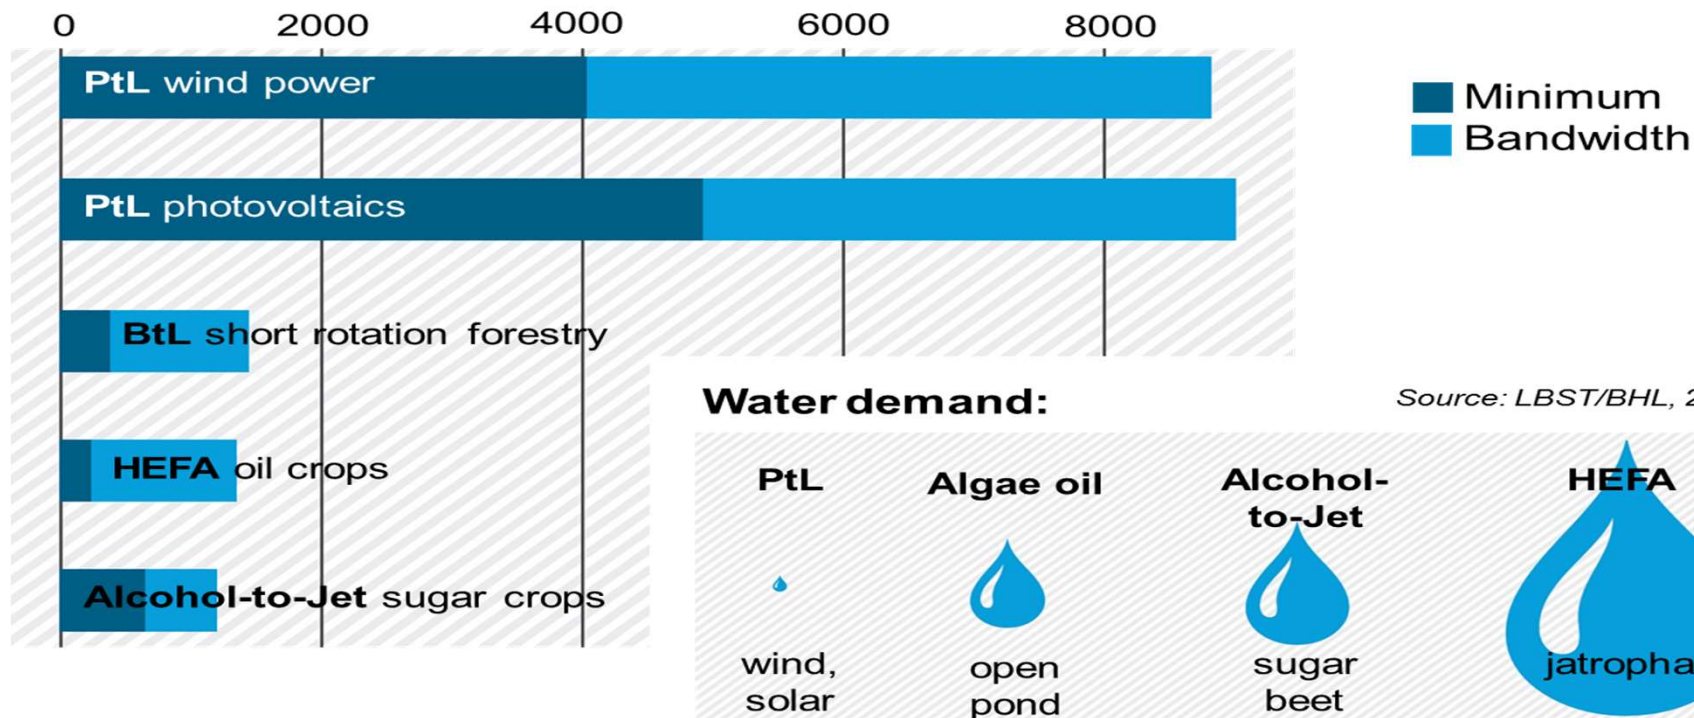 0 2000 4000 6000 8000
PtL wind power
Minimum
Bandwidth
PtL photovoltaics
BtL short rotation forestry
HEFA oil crops
Alcohol-to-Jet sugar crops
Water demand:
Source: LBST/BHL, 2
PtL
Algae oil
Alcohol-
to-Jet
HEFA
wind,
solar
open
pond
sugar
beet
jatropha